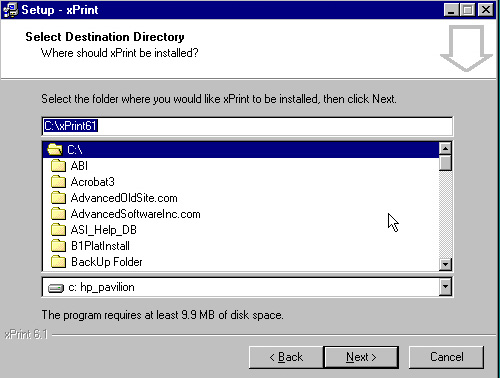 Setup - xPrint
Select Destination Directory
Where should xPrint be installed?
Select the folder where you would like xPrint to be installed, then click Next.
C:\xPrint61
C:\
ABI
Acrobat3
AdvancedOldSite.com
AdvancedSoftwareInc.com
ASI_Help_DB
B1PlatInstall
BackUp Folder
c: hp_pavilion
The program requires at least 9.9 MB of disk space.
xPrint 6.1
< Back
Next >
Cancel